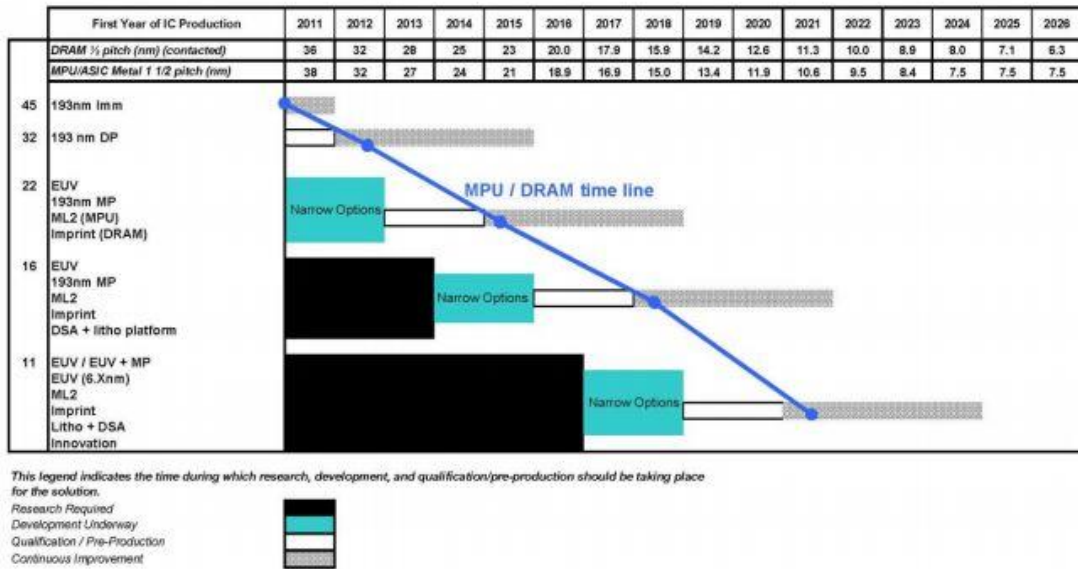 First Year of IC Production 2011 2012 2013 2014 2015 2016 2017 2018 2019 2020 2021 2022 2023 2024 2025 2026
DRAM ½ pitch (nm) (contacted) 36 32 28 25 23 20.0 17.9 15.9 14.2 12.6 11.3 10.0 8.9 8.0 7.1 6.3
MPU/ASIC Metal 1 1/2 pitch (nm) 38 32 27 24 21 18.9 16.9 15.0 13.4 11.9 10.6 9.5 8.4 7.5 7.5 7.5
45 193nm Imm
32 193 nm DP
22 EUV
193nm MP
ML2 (MPU)
Imprint (DRAM)
Narrow Options
MPU / DRAM time line
16 EUV
193nm MP
ML2
Imprint
DSA + litho platform
Narrow Options
11 EUV / EUV + MP
EUV (6.Xnm)
ML2
Imprint
Litho + DSA
Innovation
Narrow Options
This legend indicates the time during which research, development, and qualification/pre-production should be taking place
for the solution.
Research Required
Development Underway
Qualification / Pre-Production
Continuous Improvement